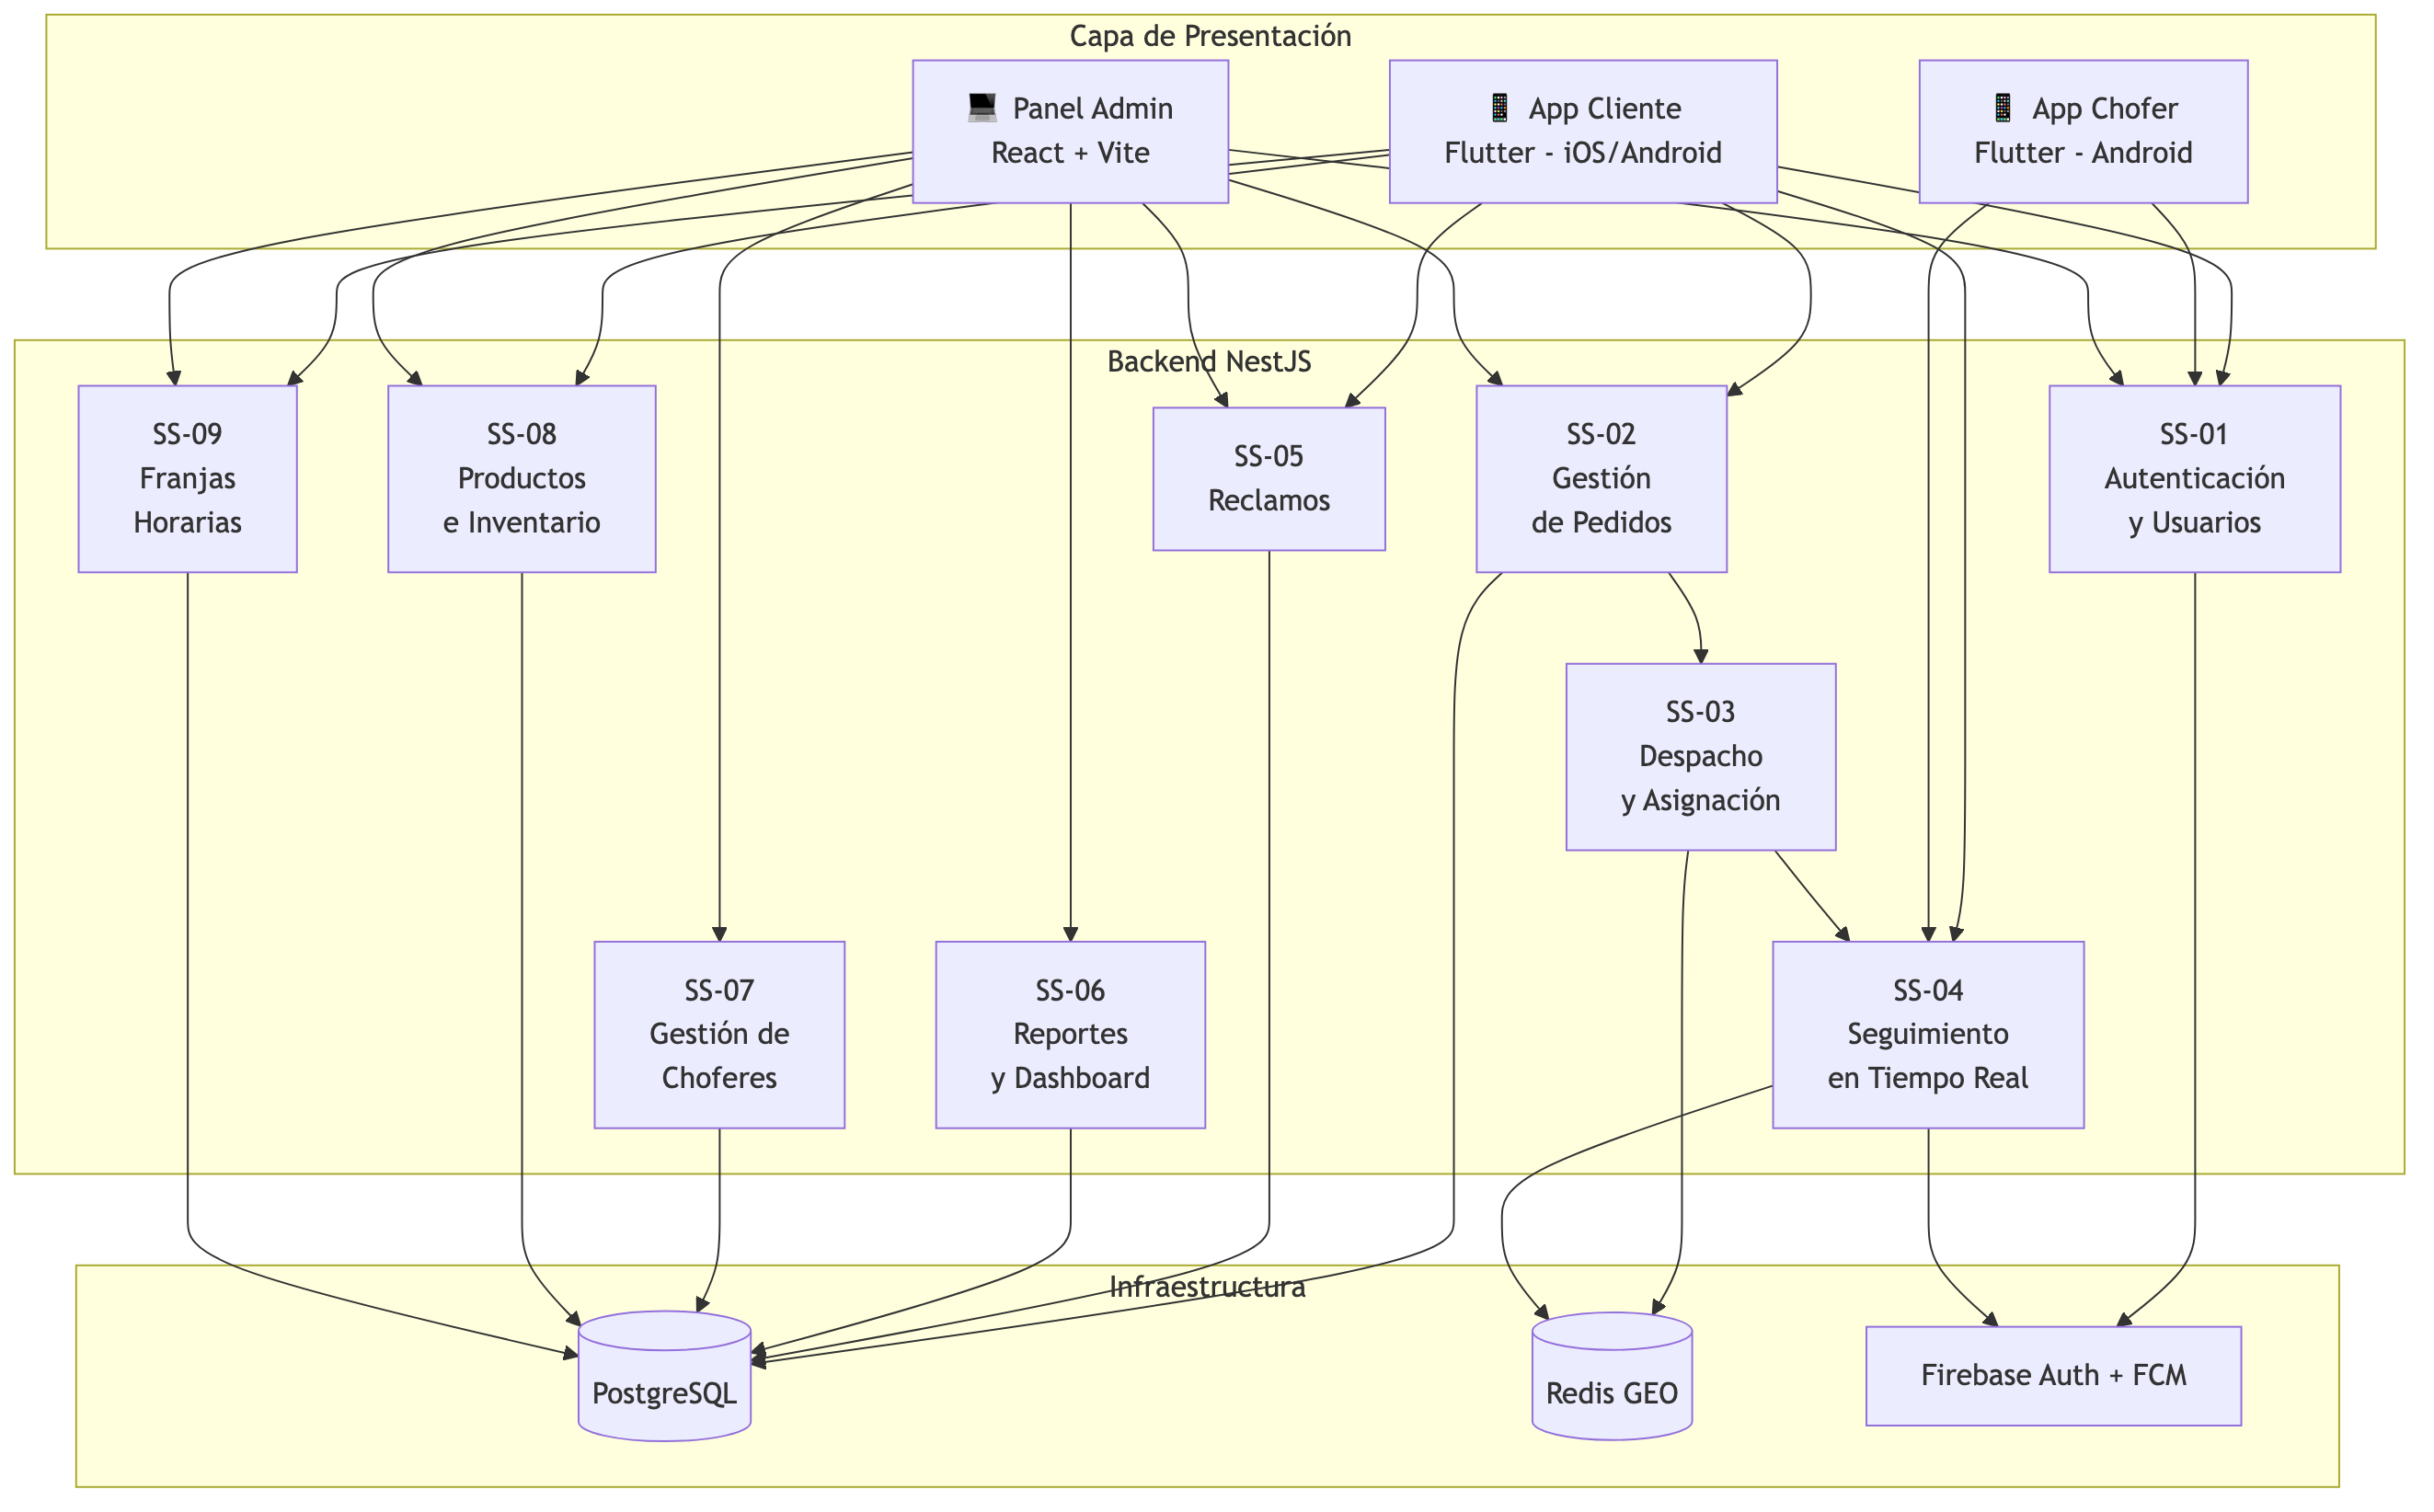 Capa de Presentación
💻 Panel Admin
React + Vite
📱 App Cliente
Flutter - iOS/Android
📱 App Chofer
Flutter - Android
Backend NestJS
SS-09
Franjas
Horarias
SS-08
Productos
e Inventario
SS-05
Reclamos
SS-02
Gestión
de Pedidos
SS-01
Autenticación
y Usuarios
SS-03
Despacho
y Asignación
SS-07
Gestión de
Choferes
SS-06
Reportes
y Dashboard
SS-04
Seguimiento
en Tiempo Real
Infraestructura
PostgreSQL
Redis GEO
Firebase Auth + FCM